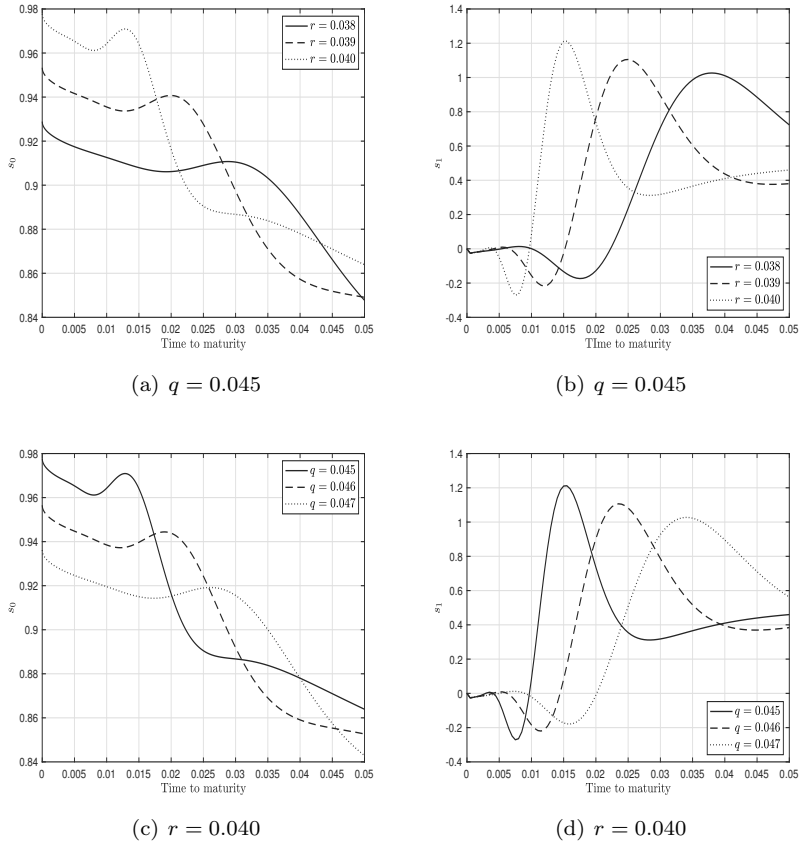 0.98
0.96
0.94
0.92
0.9
0.88
0.86
0.84
s0
0 0.005 0.01 0.015 0.02 0.025 0.03 0.035 0.04 0.045 0.05
Time to maturity
r = 0.038
r = 0.039
r = 0.040
(a) q = 0.045
1.4
1.2
1
0.8
0.6
0.4
0.2
0
-0.2
-0.4
s1
0 0.005 0.01 0.015 0.02 0.025 0.03 0.035 0.04 0.045 0.05
TIme to maturity
r = 0.038
r = 0.039
r = 0.040
(b) q = 0.045
0.98
0.96
0.94
0.92
0.9
0.88
0.86
0.84
s0
0 0.005 0.01 0.015 0.02 0.025 0.03 0.035 0.04 0.045 0.05
Time to maturity
q = 0.045
q = 0.046
q = 0.047
(c) r = 0.040
1.4
1.2
1
0.8
0.6
0.4
0.2
0
-0.2
-0.4
s1
0 0.005 0.01 0.015 0.02 0.025 0.03 0.035 0.04 0.045 0.05
TIme to maturity
q = 0.045
q = 0.046
q = 0.047
(d) r = 0.040